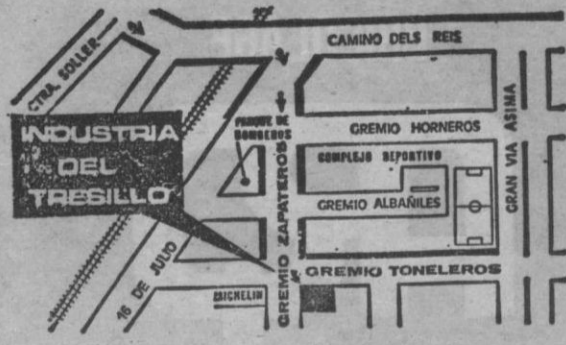 CAMINO DELS REIS
CTRA. SOLLER
PARQUE DE
BOMBEROS
GREMIO HORNEROS
GRAN VIA ASIMA
INDUSTRIA
DEL
TRESILLO
COMPLEJO DEPORTIVO
GREMIO ZAPATEROS
GREMIO ALBAÑILES
16 DE JULIO
GREMIO TONELEROS
MICHELIN